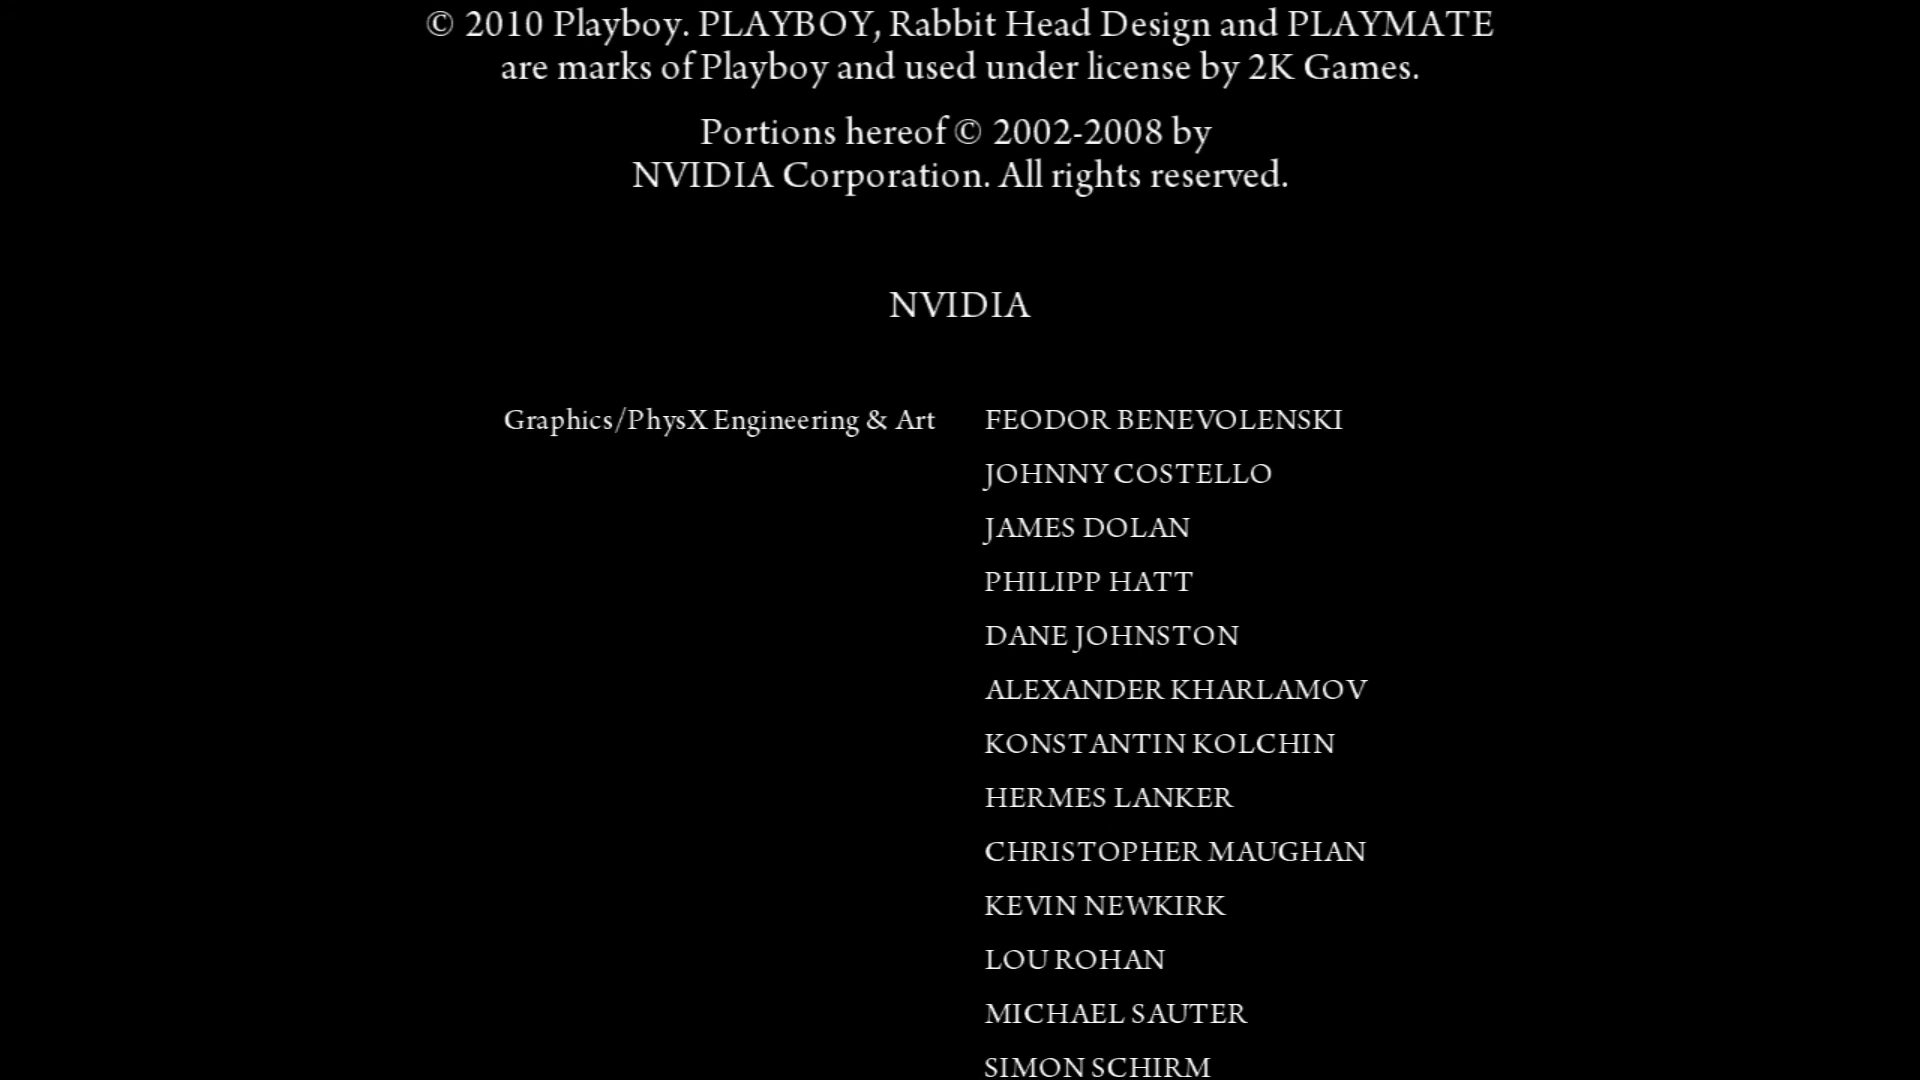 © 2010 Playboy. PLAYBOY, Rabbit Head Design and PLAYMATE
are marks of Playboy and used under license by 2K Games.
Portions hereof © 2002-2008 by
NVIDIA Corporation. All rights reserved.
NVIDIA
Graphics/PhysX Engineering & Art FEODOR BENEVOLENSKI
JOHNNY COSTELLO
JAMES DOLAN
PHILIPP HATT
DANE JOHNSTON
ALEXANDER KHARLAMOV
KONSTANTIN KOLCHIN
HERMES LANKER
CHRISTOPHER MAUGHAN
KEVIN NEWKIRK
LOU ROHAN
MICHAEL SAUTER
SIMON SCHIRM